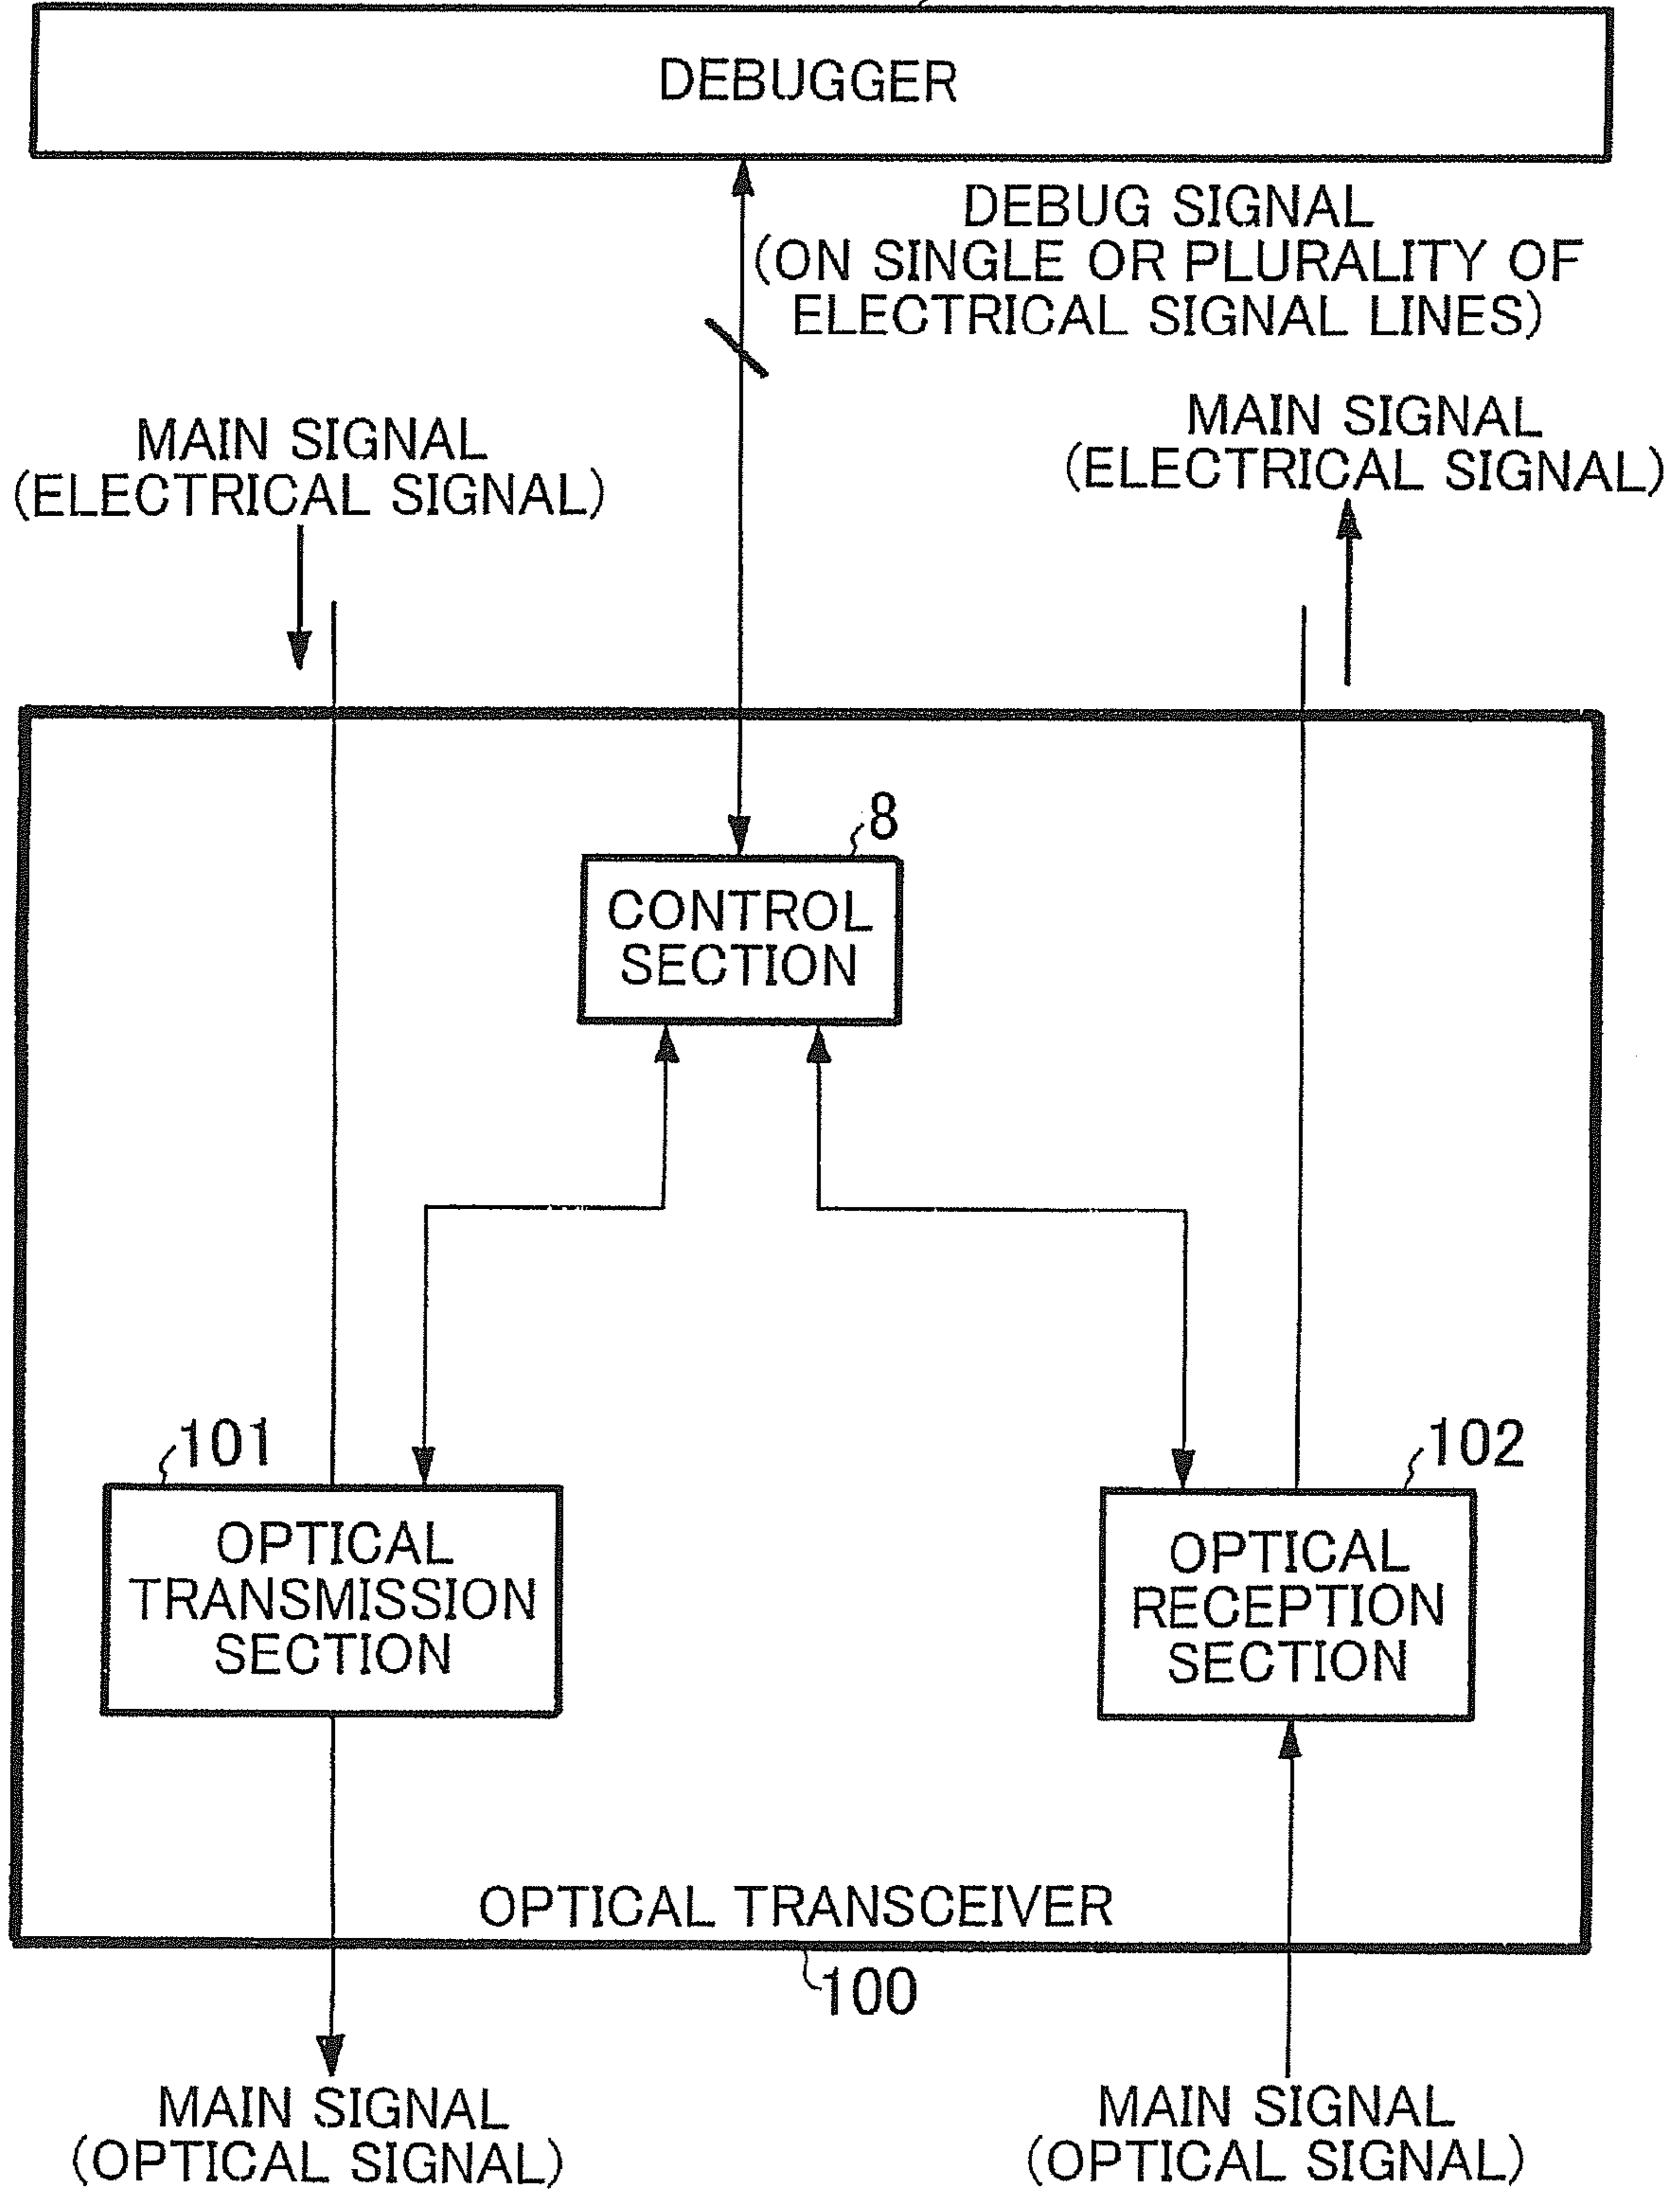 DEBUGGER
DEBUG SIGNAL
(ON SINGLE OR PLURALITY OF
ELECTRICAL SIGNAL LINES)
MAIN SIGNAL
(ELECTRICAL SIGNAL)
MAIN SIGNAL
(ELECTRICAL SIGNAL)
8
CONTROL
SECTION
101
OPTICAL
TRANSMISSION
SECTION
102
OPTICAL
RECEPTION
SECTION
OPTICAL TRANSCEIVER
100
MAIN SIGNAL
(OPTICAL SIGNAL)
MAIN SIGNAL
(OPTICAL SIGNAL)